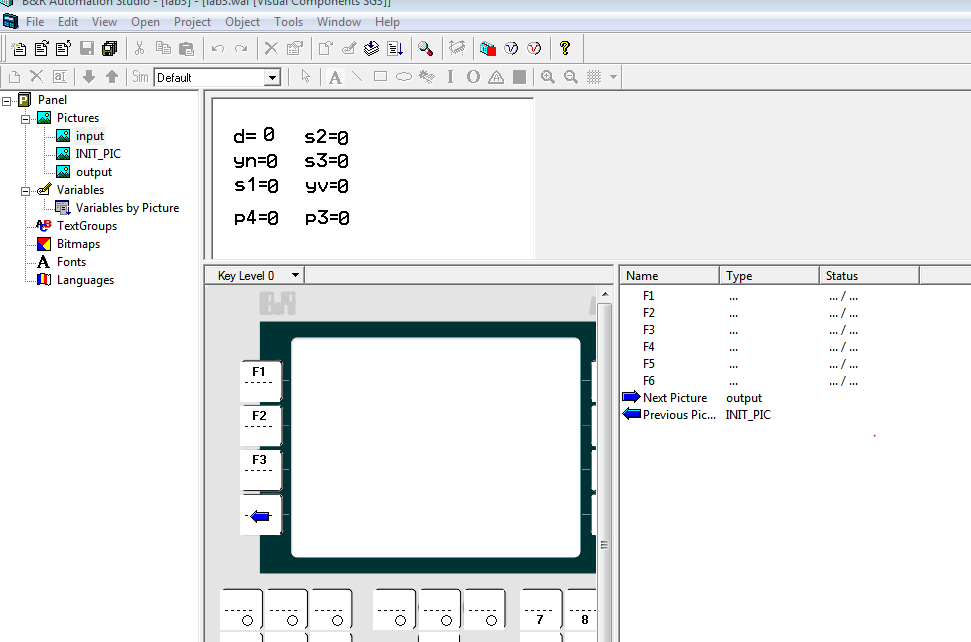 B&R Automation Studio - [lab5] - [lab5.wal [Visual Components SG3]]
File Edit View Open Project Object Tools Window Help
Sim Default
Panel
Pictures
input
INIT_PIC
output
Variables
Variables by Picture
TextGroups
Bitmaps
Fonts
Languages
d= 0 s2=0
yn=0 s3=0
s1=0 yv=0
p4=0 p3=0
Key Level 0
B&R
F1
F2
F3
7 8
Name Type Status
F1 ... ... / ...
F2 ... ... / ...
F3 ... ... / ...
F4 ... ... / ...
F5 ... ... / ...
F6 ... ... / ...
Next Picture output
Previous Pic... INIT_PIC